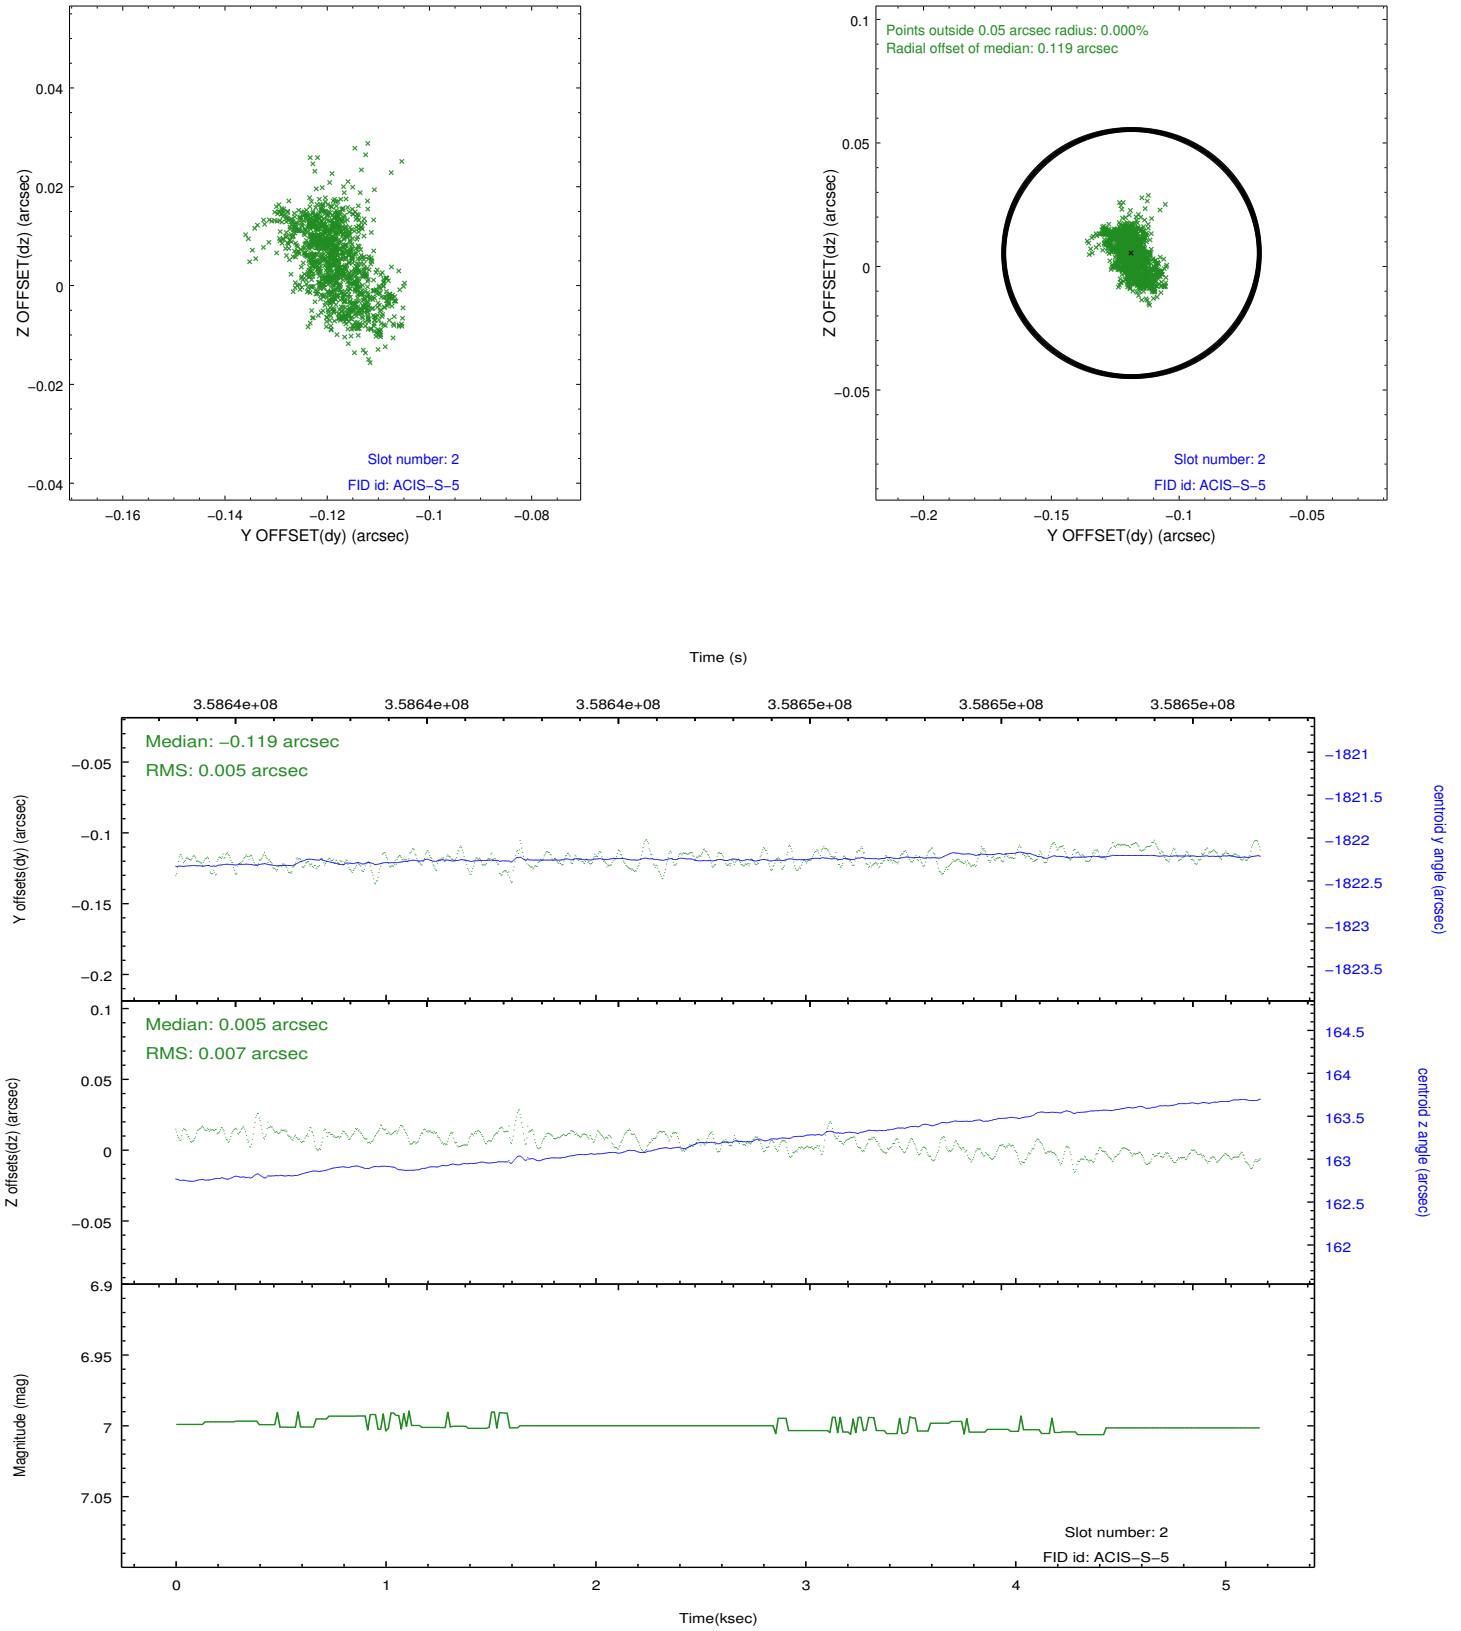 0.04
0.02
0
−0.02
−0.04
Z OFFSET(dz) (arcsec)
Slot number: 2
FID id: ACIS−S−5
−0.16
−0.14
−0.12
−0.1
−0.08
Y OFFSET(dy) (arcsec)
0.1
0.05
0
−0.05
Z OFFSET(dz) (arcsec)
Points outside 0.05 arcsec radius: 0.000%
Radial offset of median: 0.119 arcsec
Slot number: 2
FID id: ACIS−S−5
−0.2
−0.15
−0.1
−0.05
Y OFFSET(dy) (arcsec)
Time (s)
3.5864e+08
3.5864e+08
3.5864e+08
3.5865e+08
3.5865e+08
3.5865e+08
Median: −0.119 arcsec
RMS: 0.005 arcsec
−0.05
−0.1
−0.15
−0.2
Y offsets(dy) (arcsec)
−1821
−1821.5
−1822
−1822.5
−1823
−1823.5
centroid y angle (arcsec)
Median: 0.005 arcsec
RMS: 0.007 arcsec
0.1
0.05
0
−0.05
Z offsets(dz) (arcsec)
164.5
164
163.5
163
162.5
162
centroid z angle (arcsec)
6.9
6.95
7
7.05
Magnitude (mag)
Slot number: 2
FID id: ACIS−S−5
0
1
2
3
4
5
Time(ksec)